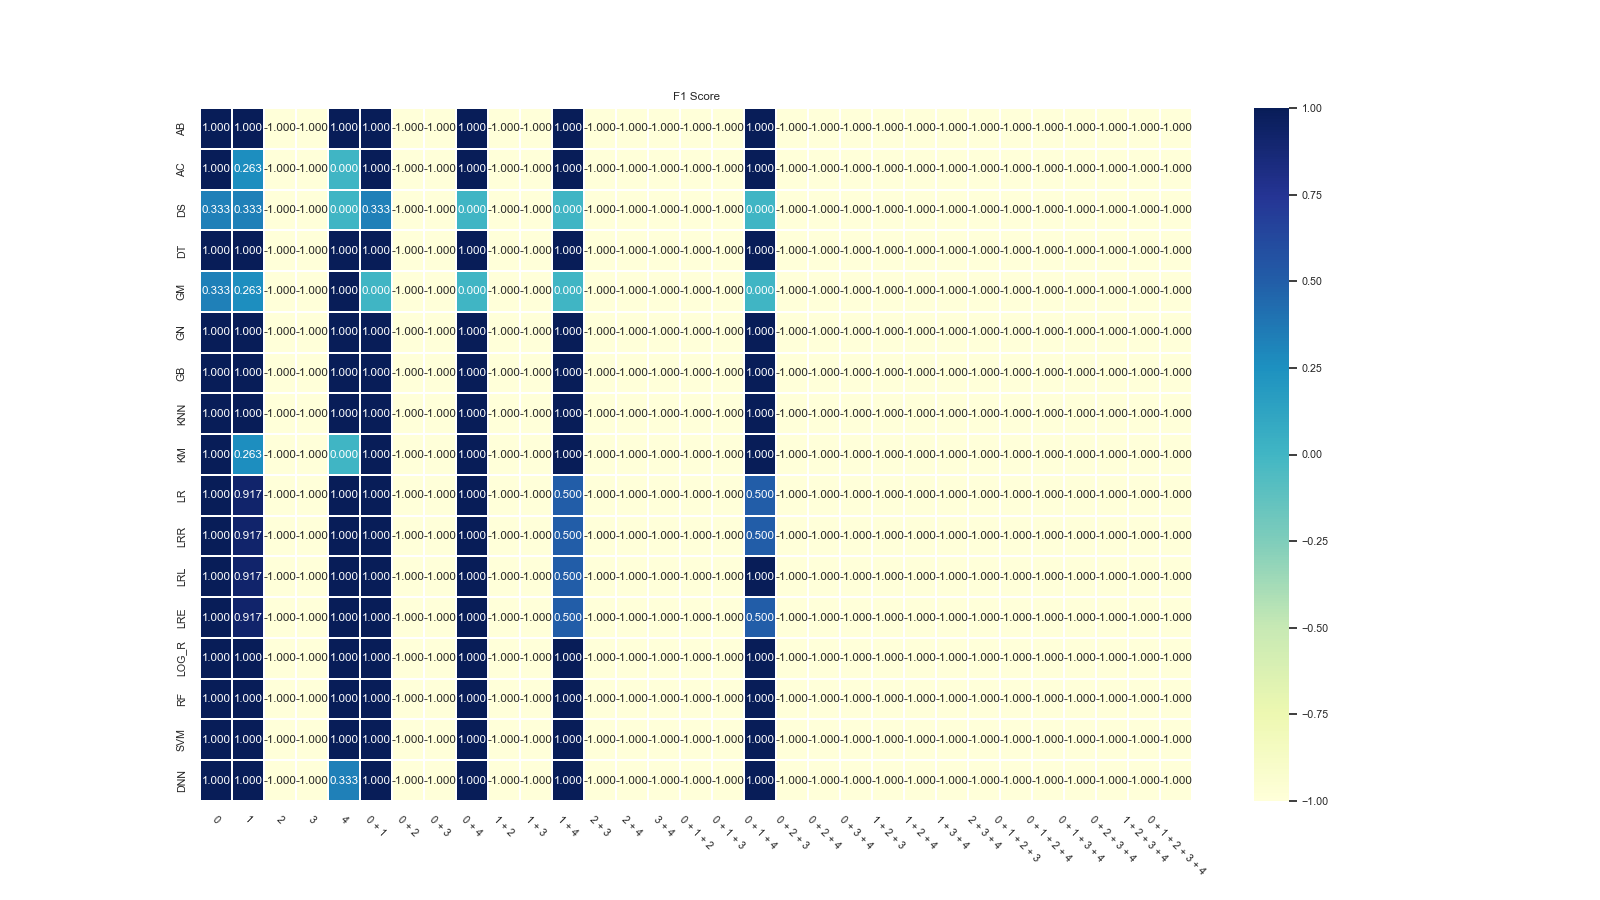 F1 Score
AB 1.000 1.000 -1.000 -1.000 1.000 1.000 -1.000 -1.000 1.000 -1.000 -1.000 1.000 -1.000 -1.000 -1.000 -1.000 -1.000 1.000 -1.000 -1.000 -1.000 -1.000 -1.000 -1.000 -1.000 -1.000 -1.000 -1.000 -1.000 -1.000 -1.000
AC 1.000 0.263 -1.000 -1.000 0.000 1.000 -1.000 -1.000 1.000 -1.000 -1.000 1.000 -1.000 -1.000 -1.000 -1.000 -1.000 1.000 -1.000 -1.000 -1.000 -1.000 -1.000 -1.000 -1.000 -1.000 -1.000 -1.000 -1.000 -1.000 -1.000
DS 0.333 0.333 -1.000 -1.000 0.000 0.333 -1.000 -1.000 0.000 -1.000 -1.000 0.000 -1.000 -1.000 -1.000 -1.000 -1.000 0.000 -1.000 -1.000 -1.000 -1.000 -1.000 -1.000 -1.000 -1.000 -1.000 -1.000 -1.000 -1.000 -1.000
DT 1.000 1.000 -1.000 -1.000 1.000 1.000 -1.000 -1.000 1.000 -1.000 -1.000 1.000 -1.000 -1.000 -1.000 -1.000 -1.000 1.000 -1.000 -1.000 -1.000 -1.000 -1.000 -1.000 -1.000 -1.000 -1.000 -1.000 -1.000 -1.000 -1.000
GM 0.333 0.263 -1.000 -1.000 1.000 0.000 -1.000 -1.000 0.000 -1.000 -1.000 0.000 -1.000 -1.000 -1.000 -1.000 -1.000 0.000 -1.000 -1.000 -1.000 -1.000 -1.000 -1.000 -1.000 -1.000 -1.000 -1.000 -1.000 -1.000 -1.000
GN 1.000 1.000 -1.000 -1.000 1.000 1.000 -1.000 -1.000 1.000 -1.000 -1.000 1.000 -1.000 -1.000 -1.000 -1.000 -1.000 1.000 -1.000 -1.000 -1.000 -1.000 -1.000 -1.000 -1.000 -1.000 -1.000 -1.000 -1.000 -1.000 -1.000
GB 1.000 1.000 -1.000 -1.000 1.000 1.000 -1.000 -1.000 1.000 -1.000 -1.000 1.000 -1.000 -1.000 -1.000 -1.000 -1.000 1.000 -1.000 -1.000 -1.000 -1.000 -1.000 -1.000 -1.000 -1.000 -1.000 -1.000 -1.000 -1.000 -1.000
KNN 1.000 1.000 -1.000 -1.000 1.000 1.000 -1.000 -1.000 1.000 -1.000 -1.000 1.000 -1.000 -1.000 -1.000 -1.000 -1.000 1.000 -1.000 -1.000 -1.000 -1.000 -1.000 -1.000 -1.000 -1.000 -1.000 -1.000 -1.000 -1.000 -1.000
KM 1.000 0.263 -1.000 -1.000 0.000 1.000 -1.000 -1.000 1.000 -1.000 -1.000 1.000 -1.000 -1.000 -1.000 -1.000 -1.000 1.000 -1.000 -1.000 -1.000 -1.000 -1.000 -1.000 -1.000 -1.000 -1.000 -1.000 -1.000 -1.000 -1.000
LR 1.000 0.917 -1.000 -1.000 1.000 1.000 -1.000 -1.000 1.000 -1.000 -1.000 0.500 -1.000 -1.000 -1.000 -1.000 -1.000 0.500 -1.000 -1.000 -1.000 -1.000 -1.000 -1.000 -1.000 -1.000 -1.000 -1.000 -1.000 -1.000 -1.000
LRR 1.000 0.917 -1.000 -1.000 1.000 1.000 -1.000 -1.000 1.000 -1.000 -1.000 0.500 -1.000 -1.000 -1.000 -1.000 -1.000 0.500 -1.000 -1.000 -1.000 -1.000 -1.000 -1.000 -1.000 -1.000 -1.000 -1.000 -1.000 -1.000 -1.000
LRL 1.000 0.917 -1.000 -1.000 1.000 1.000 -1.000 -1.000 1.000 -1.000 -1.000 0.500 -1.000 -1.000 -1.000 -1.000 -1.000 1.000 -1.000 -1.000 -1.000 -1.000 -1.000 -1.000 -1.000 -1.000 -1.000 -1.000 -1.000 -1.000 -1.000
LRE 1.000 0.917 -1.000 -1.000 1.000 1.000 -1.000 -1.000 1.000 -1.000 -1.000 0.500 -1.000 -1.000 -1.000 -1.000 -1.000 0.500 -1.000 -1.000 -1.000 -1.000 -1.000 -1.000 -1.000 -1.000 -1.000 -1.000 -1.000 -1.000 -1.000
LOG_R 1.000 1.000 -1.000 -1.000 1.000 1.000 -1.000 -1.000 1.000 -1.000 -1.000 1.000 -1.000 -1.000 -1.000 -1.000 -1.000 1.000 -1.000 -1.000 -1.000 -1.000 -1.000 -1.000 -1.000 -1.000 -1.000 -1.000 -1.000 -1.000 -1.000
RF 1.000 1.000 -1.000 -1.000 1.000 1.000 -1.000 -1.000 1.000 -1.000 -1.000 1.000 -1.000 -1.000 -1.000 -1.000 -1.000 1.000 -1.000 -1.000 -1.000 -1.000 -1.000 -1.000 -1.000 -1.000 -1.000 -1.000 -1.000 -1.000 -1.000
SVM 1.000 1.000 -1.000 -1.000 1.000 1.000 -1.000 -1.000 1.000 -1.000 -1.000 1.000 -1.000 -1.000 -1.000 -1.000 -1.000 1.000 -1.000 -1.000 -1.000 -1.000 -1.000 -1.000 -1.000 -1.000 -1.000 -1.000 -1.000 -1.000 -1.000
DNN 1.000 1.000 -1.000 -1.000 0.333 1.000 -1.000 -1.000 1.000 -1.000 -1.000 1.000 -1.000 -1.000 -1.000 -1.000 -1.000 1.000 -1.000 -1.000 -1.000 -1.000 -1.000 -1.000 -1.000 -1.000 -1.000 -1.000 -1.000 -1.000 -1.000
0
1
2
3
4
0 + 1
0 + 2
0 + 3
0 + 4
1 + 2
1 + 3
1 + 4
2 + 3
2 + 4
3 + 4
0 + 1 + 2
0 + 1 + 3
0 + 1 + 4
0 + 2 + 3
0 + 2 + 4
0 + 3 + 4
1 + 2 + 3
1 + 2 + 4
1 + 3 + 4
2 + 3 + 4
0 + 1 + 2 + 3
0 + 1 + 2 + 4
0 + 1 + 3 + 4
0 + 2 + 3 + 4
1 + 2 + 3 + 4
0 + 1 + 2 + 3 + 4
1.00
0.75
0.50
0.25
0.00
−0.25
−0.50
−0.75
−1.00